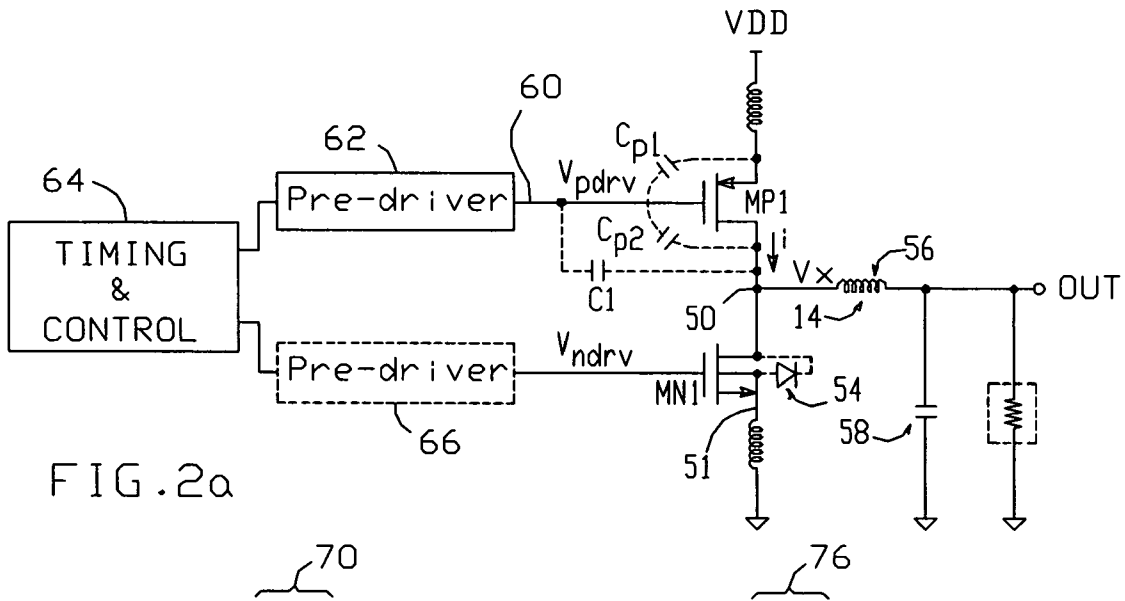 VDD
60
62
Cp1
64
Vpdrv
Pre-driver
MP1
TIMING
&
CONTROL
Cp2
i
Vx
56
C1
50
14
OUT
Vndrv
Pre-driver
MN1
54
66
51
58
FIG.2a
70
76